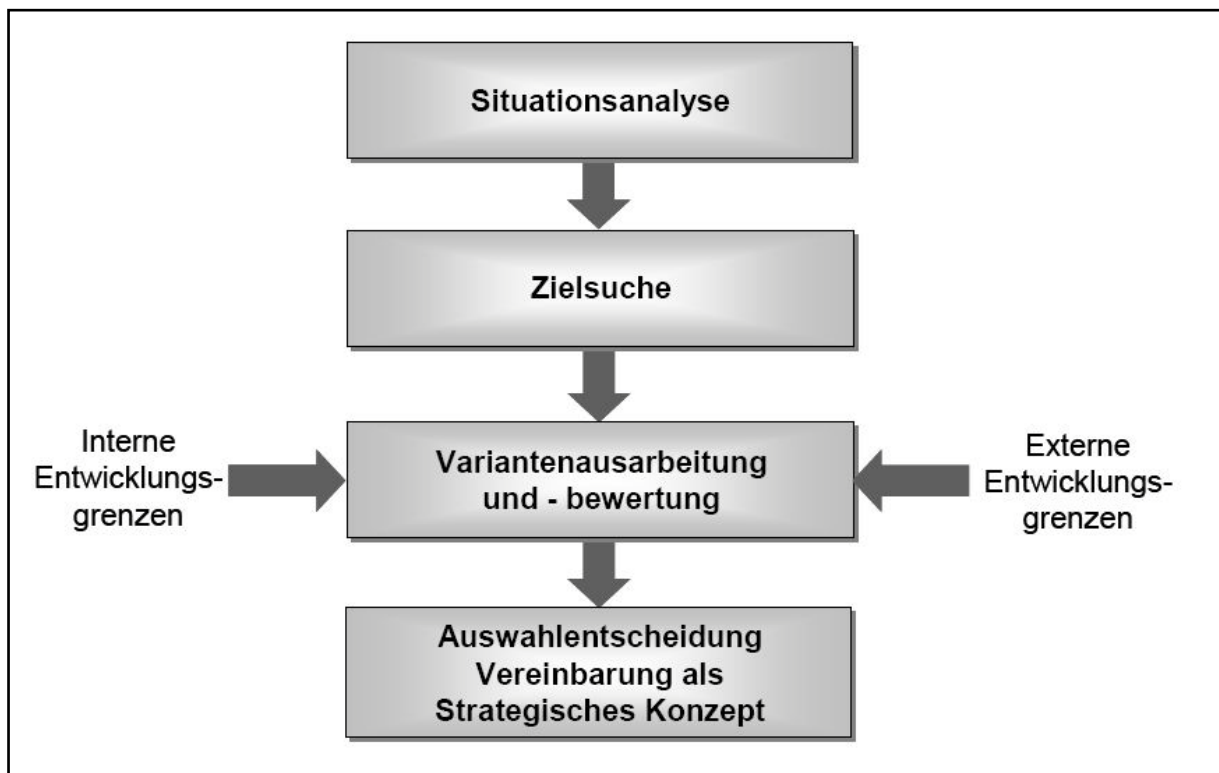 Situationsanalyse
Zielsuche
Interne
Entwicklungs-
grenzen
Variantenausarbeitung
und - bewertung
Externe
Entwicklungs-
grenzen
Auswahlentscheidung
Vereinbarung als
Strategisches Konzept